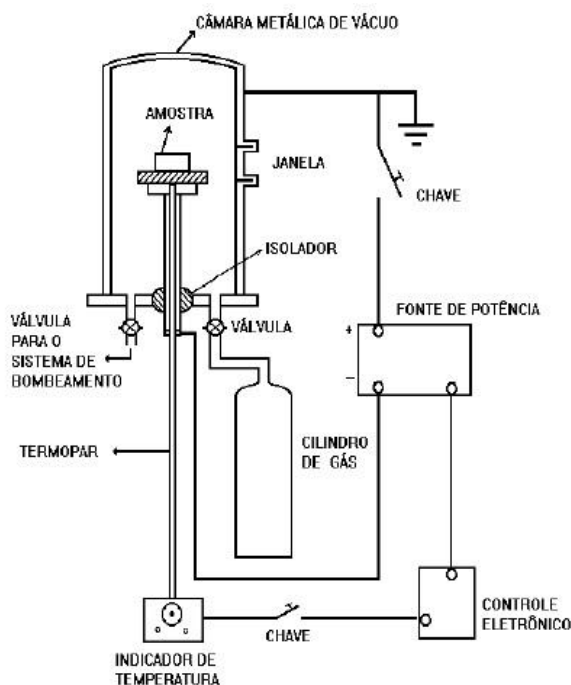 CÂMARA METÁLICA DE VÁCUO
AMOSTRA
JANELA
CHAVE
ISOLADOR
FONTE DE POTÊNCIA
+
−
VÁLVULA
PARA O
SISTEMA DE
BOMBEAMENTO
VÁLVULA
CILINDRO
DE GÁS
TERMOPAR
CONTROLE
ELETRÔNICO
CHAVE
INDICADOR DE
TEMPERATURA